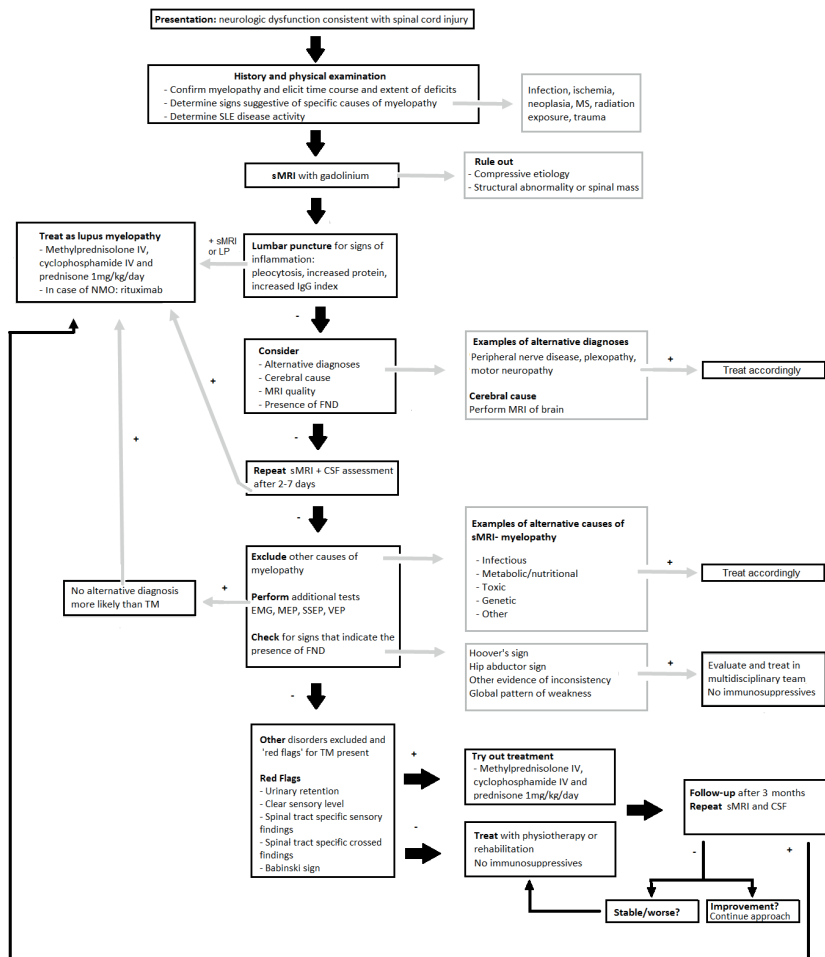 Presentation: neurologic dysfunction consistent with spinal cord injury
History and physical examination
- Confirm myelopathy and elicit time course and extent of deficits
- Determine signs suggestive of specific causes of myelopathy
- Determine SLE disease activity
Infection, ischemia,
neoplasia, MS, radiation
exposure, trauma
sMRI with gadolinium
Rule out
- Compressive etiology
- Structural abnormality or spinal mass
Treat as lupus myelopathy
- Methylprednisolone IV,
cyclophosphamide IV and
prednisone 1mg/kg/day
- In case of NMO: rituximab
+ sMRI
or LP
Lumbar puncture for signs of
inflammation:
pleocytosis, increased protein,
increased IgG index
-
Consider
- Alternative diagnoses
- Cerebral cause
- MRI quality
- Presence of FND
Examples of alternative diagnoses
Peripheral nerve disease, plexopathy,
motor neuropathy
Cerebral cause
Perform MRI of brain
+
Treat accordingly
+
+
-
Repeat sMRI + CSF assessment
after 2-7 days
-
Exclude other causes of
myelopathy
Perform additional tests
EMG, MEP, SSEP, VEP
Check for signs that indicate the
presence of FND
+
No alternative diagnosis
more likely than TM
Examples of alternative causes of
sMRI- myelopathy
- Infectious
- Metabolic/nutritional
- Toxic
- Genetic
- Other
+
Treat accordingly
Hoover's sign
Hip abductor sign
Other evidence of inconsistency
Global pattern of weakness
+
Evaluate and treat in
multidisciplinary team
No immunosuppressives
-
Other disorders excluded and
'red flags' for TM present
Red Flags
- Urinary retention
- Clear sensory level
- Spinal tract specific sensory
findings
- Spinal tract specific crossed
findings
- Babinski sign
+
Try out treatment
- Methylprednisolone IV,
cyclophosphamide IV and
prednisone 1mg/kg/day
-
Treat with physiotherapy or
rehabilitation
No immunosuppressives
Follow-up after 3 months
Repeat sMRI and CSF
-
+
Stable/worse?
Improvement?
Continue approach